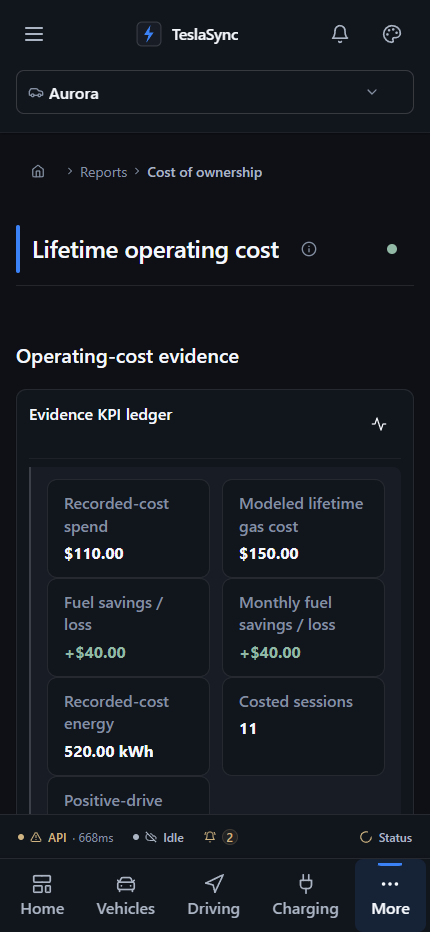 TeslaSync
Aurora
Reports
Cost of ownership
Lifetime operating cost
Operating-cost evidence
Evidence KPI ledger
Recorded-cost
spend
$110.00
Modeled lifetime
gas cost
$150.00
Fuel savings /
loss
+$40.00
Monthly fuel
savings / loss
+$40.00
Recorded-cost
energy
520.00 kWh
Costed sessions
11
Positive-drive
API · 668ms
Idle
2
Status
Home
Vehicles
Driving
Charging
More